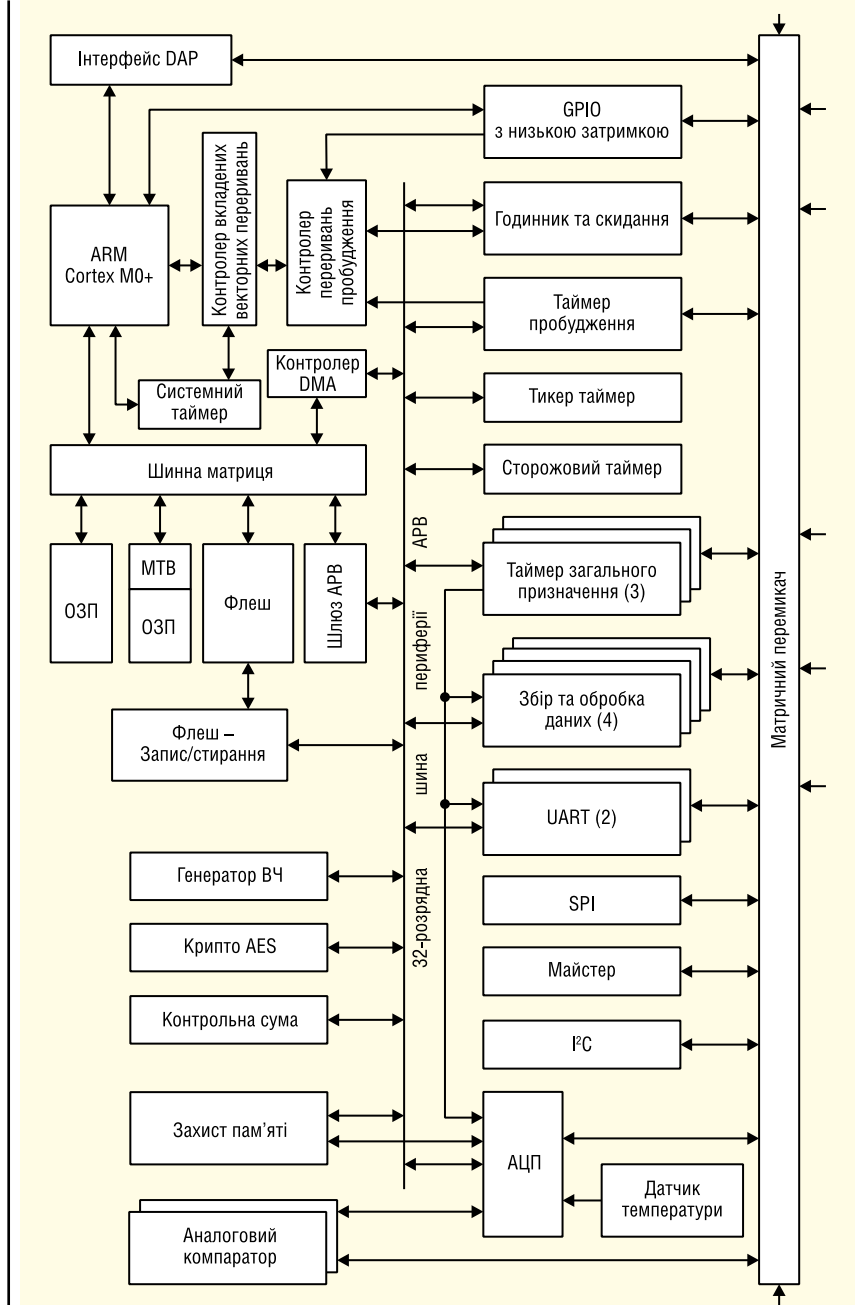 Інтерфейс DAP
GPIO
з низькою затримкою
Контролер вкладених
векторних переривань
Контролер
переривань
пробудження
Годинник та скидання
ARM
Cortex M0+
Таймер
пробудження
Контролер
DMA
Системний
таймер
Тикер таймер
Шинна матриця
Сторожовий таймер
ОЗП
МТВ
ОЗП
Флеш
Шлюз АРВ
32-розрядна шина периферії АРВ
Таймер загального
призначення (3)
Матричний перемикач
Збір та обробка
даних (4)
Флеш –
Запис/стирання
UART (2)
Генератор ВЧ
SPI
Крипто AES
Майстер
Контрольна сума
I²C
Захист пам’яті
АЦП
Датчик
температури
Аналоговий
компаратор